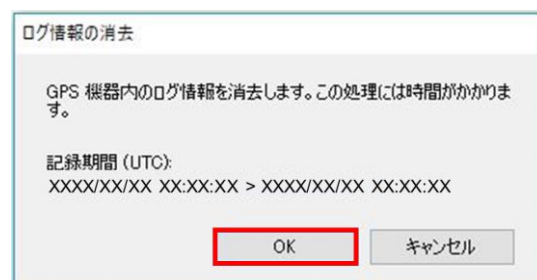 ログ情報の消去
GPS 機器内のログ情報を消去します。この処理には時間がかかりま
す。
記録期間 (UTC):
XXXX/XX/XX XX:XX:XX > XXXX/XX/XX XX:XX:XX
OK
キャンセル